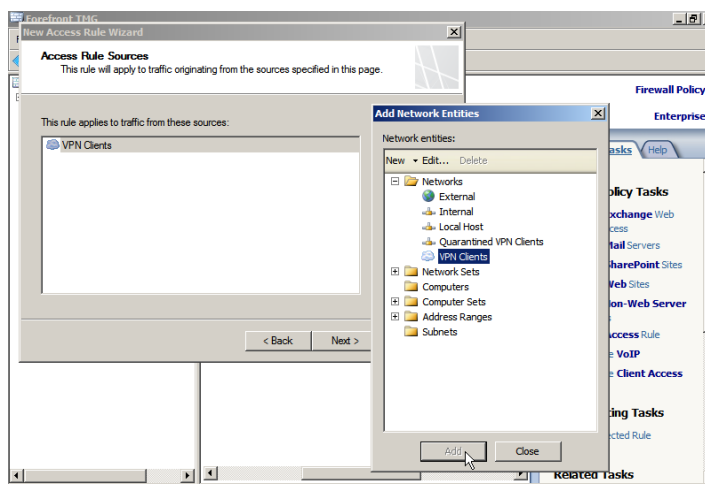 Forefront TMG
New Access Rule Wizard
Access Rule Sources
This rule will apply to traffic originating from the sources specified in this page.
This rule applies to traffic from these sources:
VPN Clients
< Back
Next >
Add Network Entities
Network entities:
New
Edit...
Delete
Networks
External
Internal
Local Host
Quarantined VPN Clients
VPN Clients
Network Sets
Computers
Computer Sets
Address Ranges
Subnets
Add
Close
Firewall Policy
Enterprise
asks
Help
olicy Tasks
xchange Web
cess
Mail Servers
SharePoint Sites
Web Sites
on-Web Server
Access Rule
VoIP
Client Access
ing Tasks
ected Rule
Related Tasks